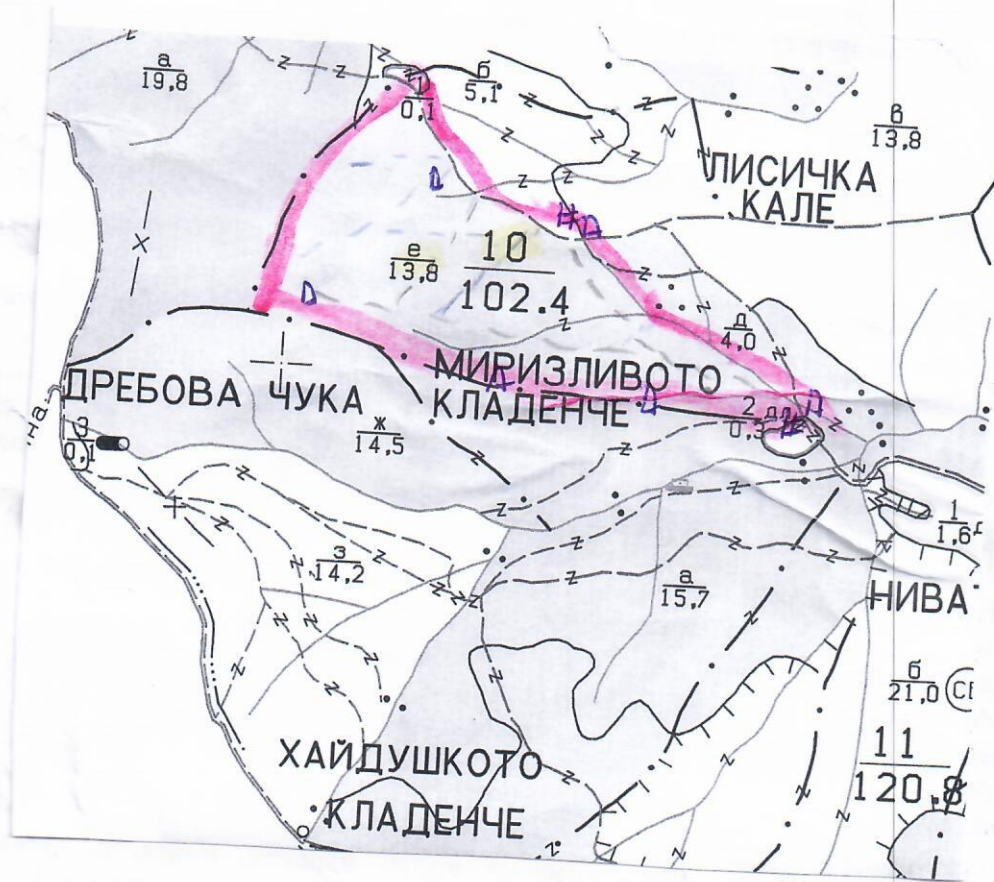 а
19,8
1
0,1
б
5,1
в
13,8
ЛИСИЧКА
КАЛЕ
е
13,8
10
102.4
д
4,0
МИРИЗЛИВОТО
КЛАДЕНЧЕ
ДРЕБОВА ЧУКА
2
0,3
3
0,1
ж
14,5
1
1,6
з
14,2
а
15,7
НИВА
б
21,0
11
120.8
ХАЙДУШКОТО
КЛАДЕНЧЕ